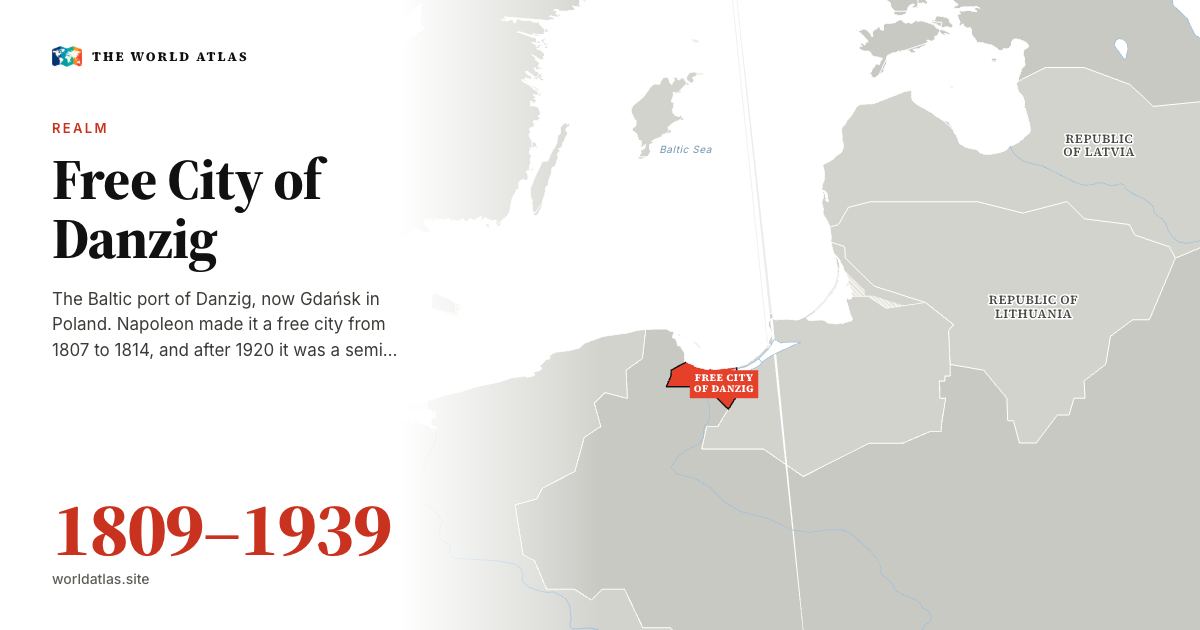 THE WORLD ATLAS
REALM
Free City of
Danzig
The Baltic port of Danzig, now Gdańsk in
Poland. Napoleon made it a free city from
1807 to 1814, and after 1920 it was a semi...
1809–1939
worldatlas.site
Baltic Sea
REPUBLIC
OF LATVIA
REPUBLIC OF
LITHUANIA
FREE CITY
OF DANZIG